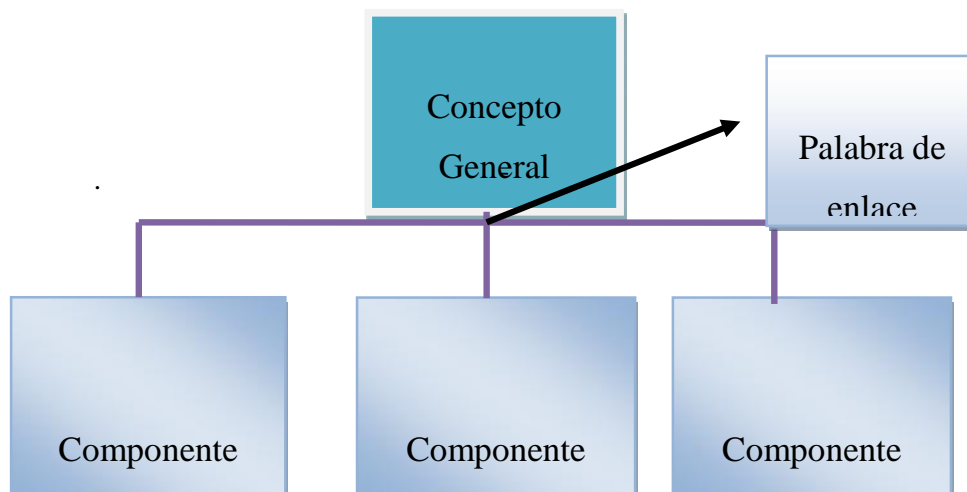 Concepto
General
Palabra de
enlace
.
Componente
Componente
Componente